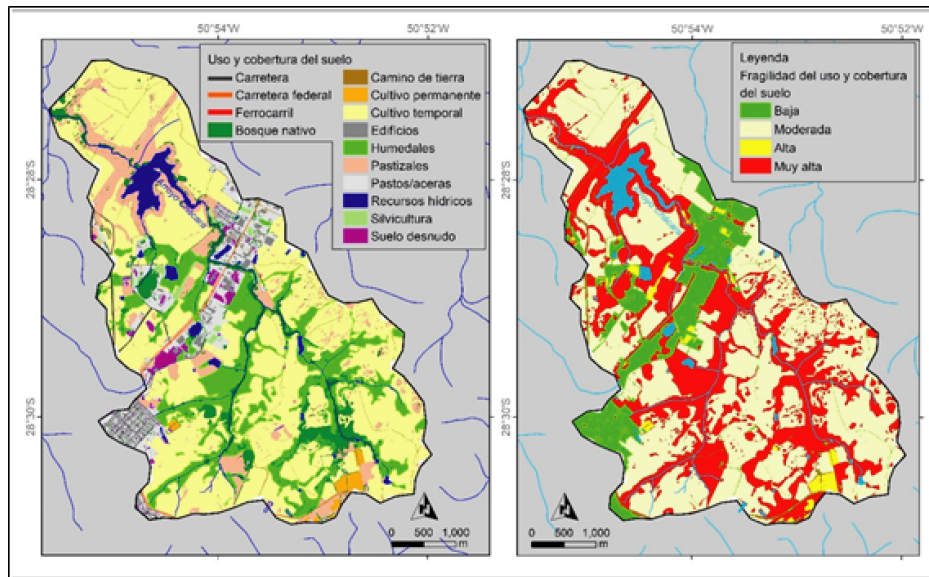 50°54'W
50°52'W
50°54'W
50°52'W
28°28'S
28°30'S
Uso y cobertura del suelo
Carretera
Carretera federal
Ferrocarril
Bosque nativo
Camino de tierra
Cultivo permanente
Cultivo temporal
Edificios
Humedales
Pastizales
Pastos/aceras
Recursos hídricos
Silvicultura
Suelo desnudo
0 500 1,000
m
28°28'S
28°30'S
Leyenda
Fragilidad del uso y cobertura
del suelo
Baja
Moderada
Alta
Muy alta
0 500 1,000
m